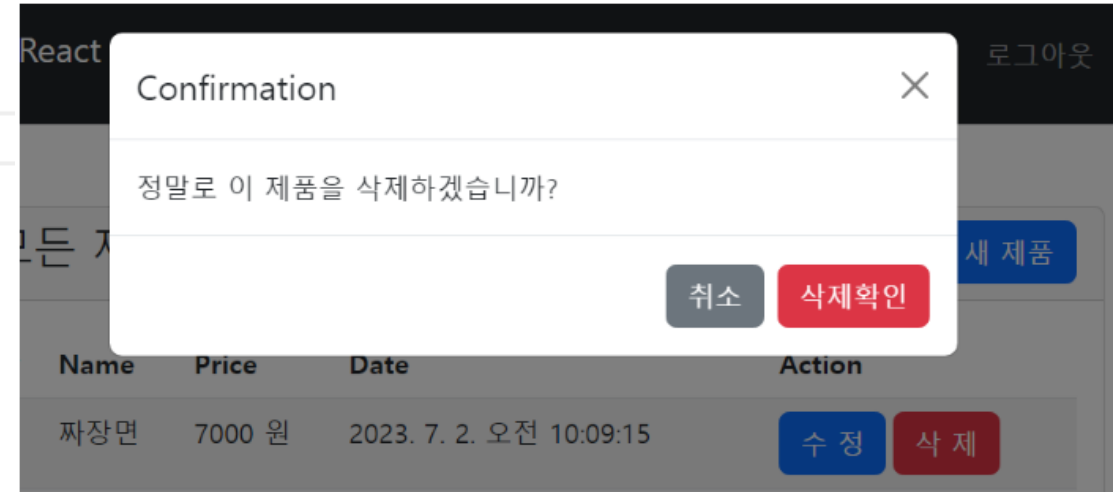 React
로그아웃
Confirmation
정말로 이 제품을 삭제하겠습니까?
새 제품
취소 삭제확인
Name Price Date Action
짜장면 7000 원 2023. 7. 2. 오전 10:09:15 수 정 삭 제